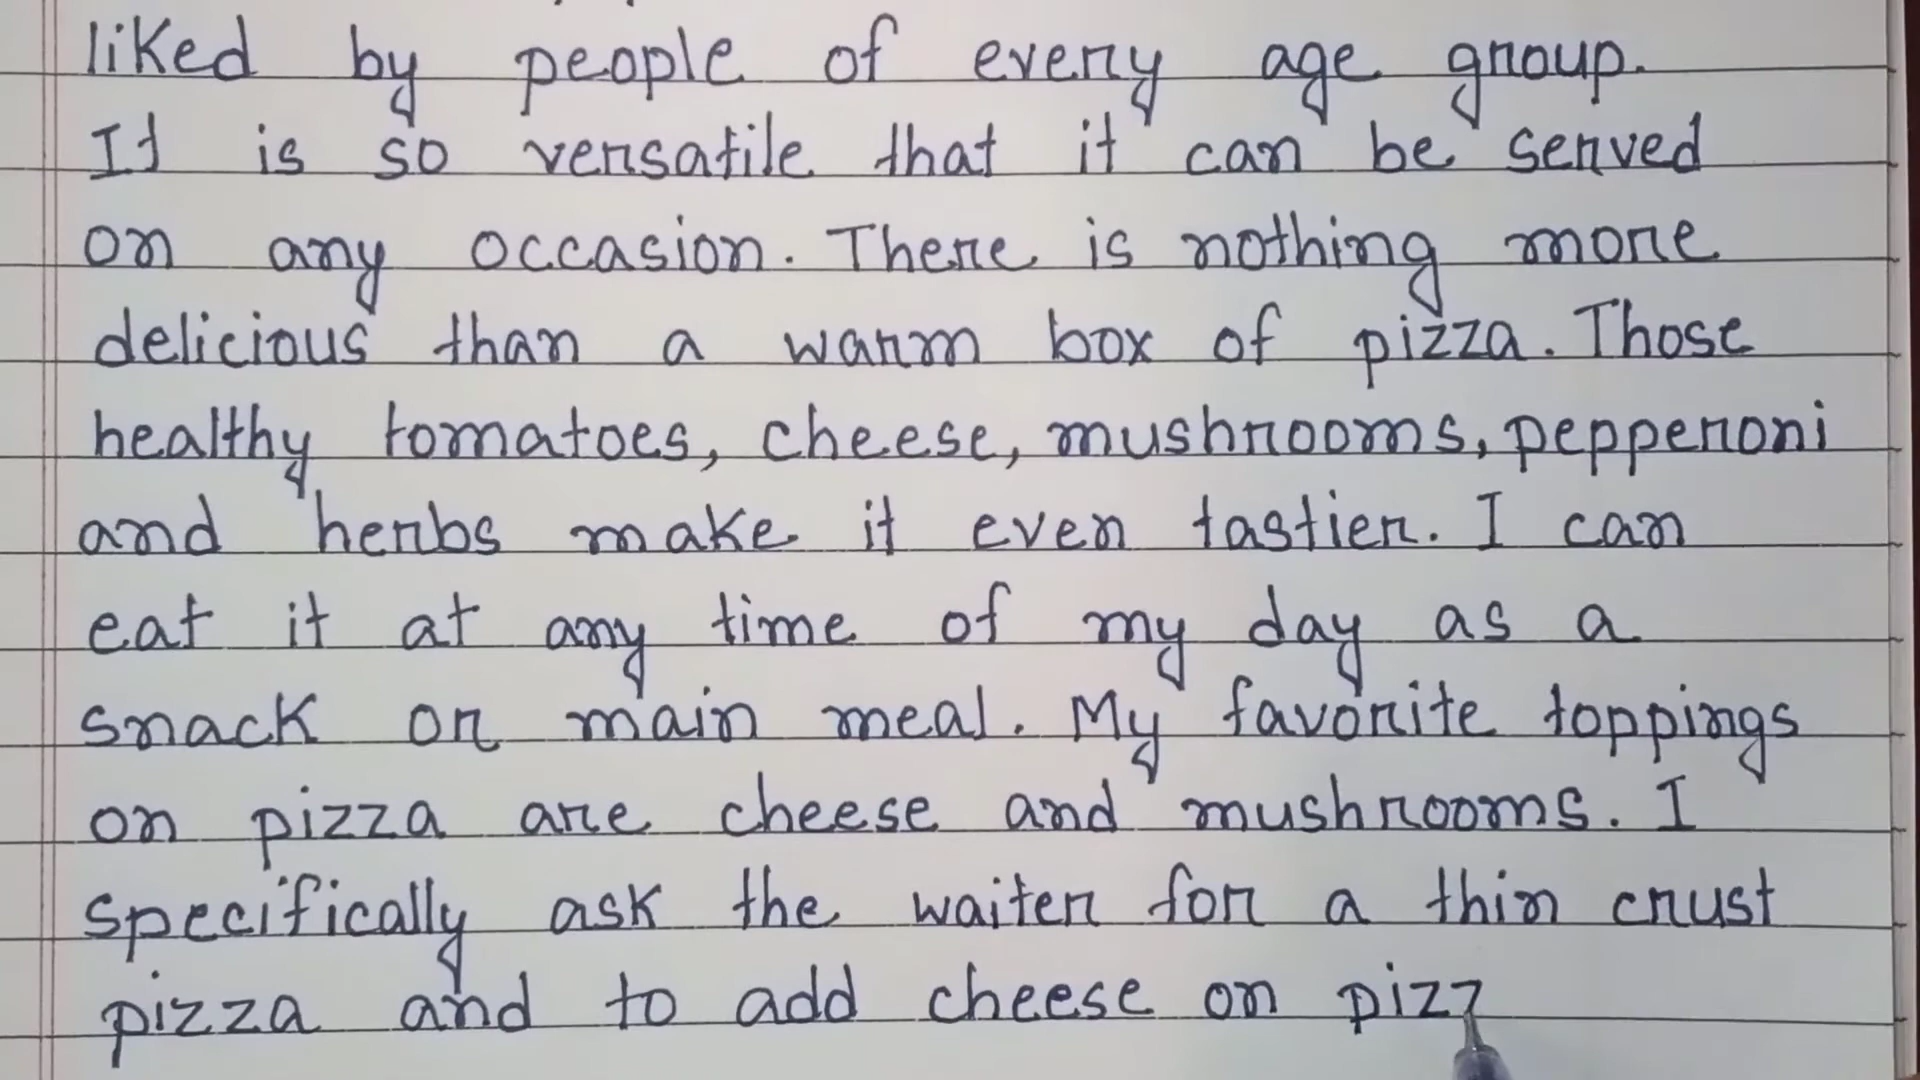 liked by people of every age group.
It is so versatile that it can be served
on any occasion. There is nothing more
delicious than a warm box of pizza. Those
healthy tomatoes, cheese, mushrooms, pepperoni
and herbs make it even tastier. I can
eat it at any time of my day as a
snack or main meal. My favorite toppings
on pizza are cheese and mushrooms. I
specifically ask the waiter for a thin crust
pizza and to add cheese on pizz